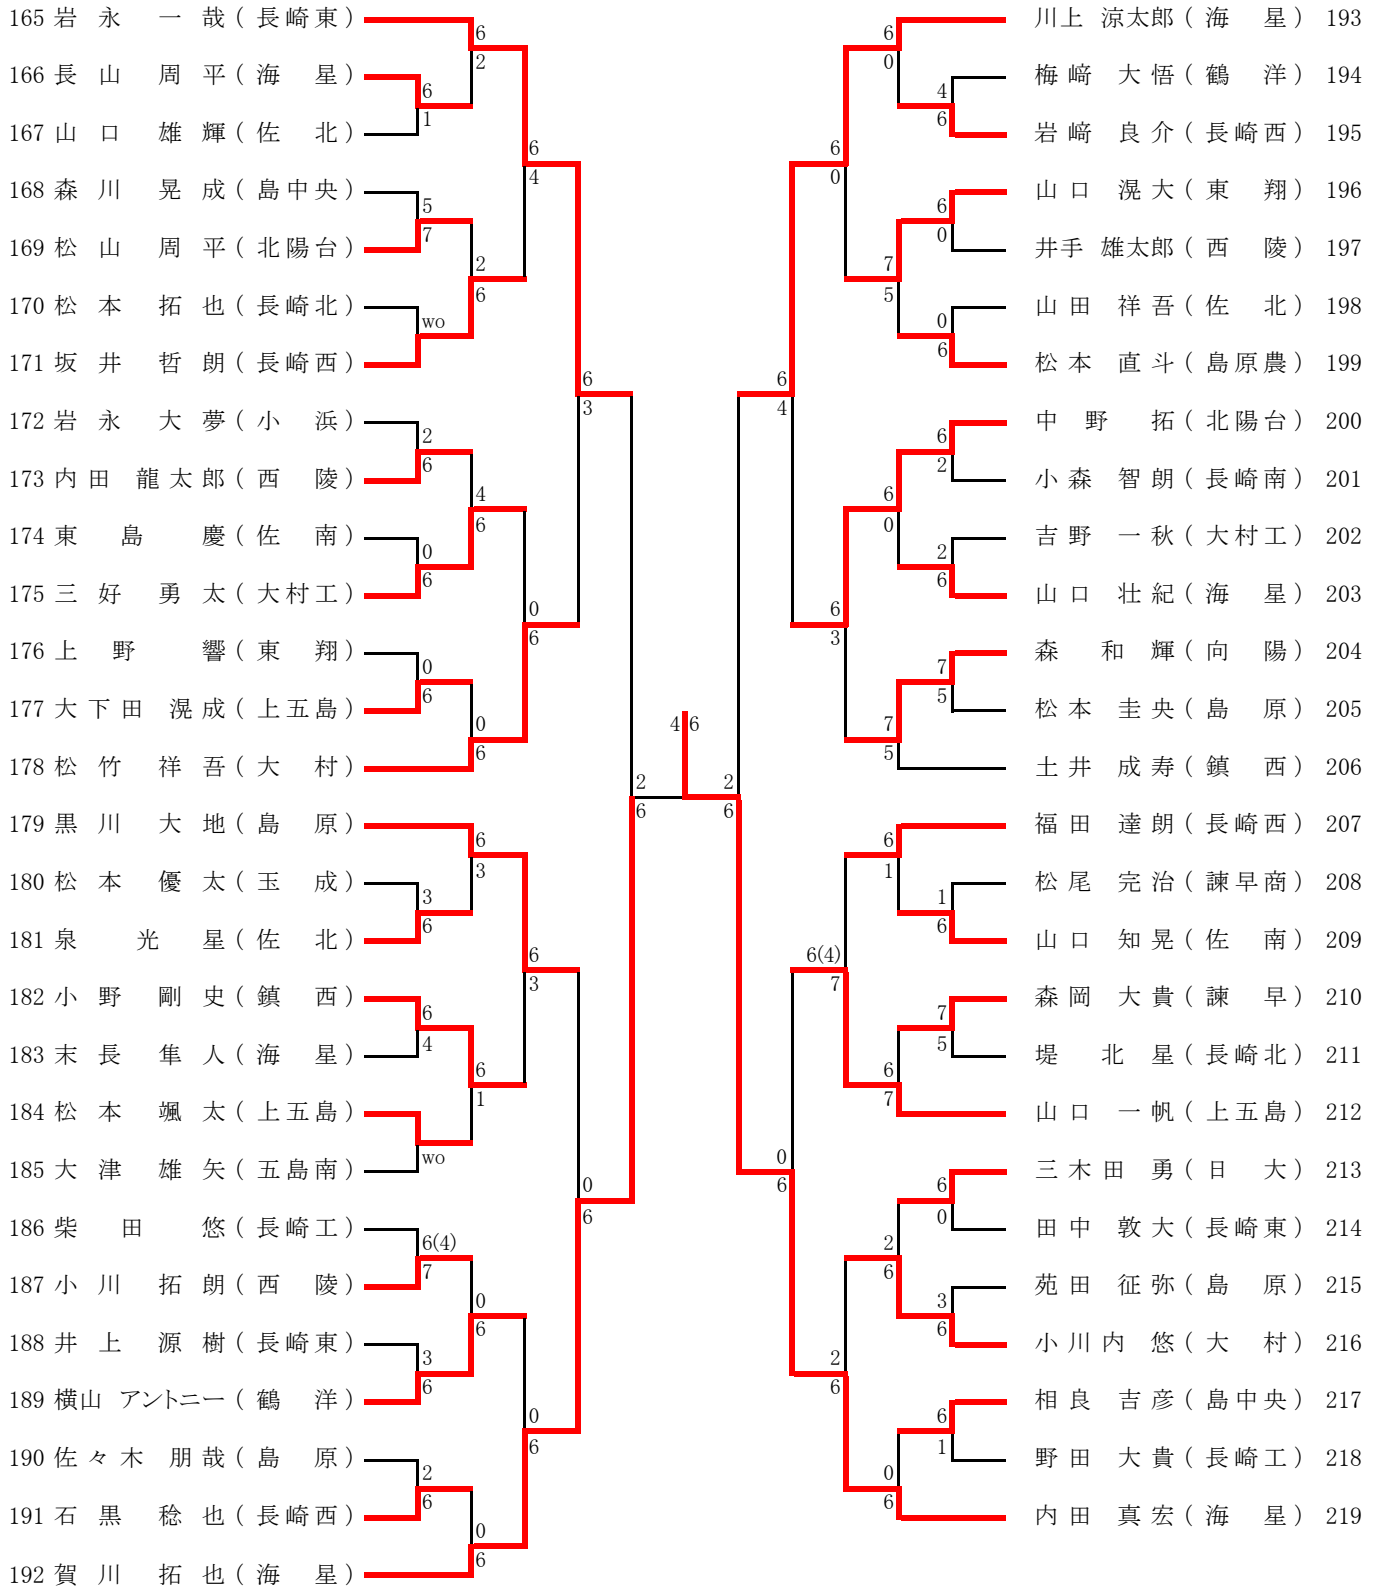 165 岩永 一哉 ( 長崎東 )
6
2
166 長山 周平 ( 海星 )
6
1
167 山口 雄輝 ( 佐北 )
6
4
168 森川 晃成 ( 島中央 )
5
7
169 松山 周平 ( 北陽台 )
2
6
170 松本 拓也 ( 長崎北 )
wo
171 坂井 哲朗 ( 長崎西 )
6
3
172 岩永 大夢 ( 小浜 )
2
6
173 内田 龍太郎 ( 西陵 )
4
6
174 東島 慶 ( 佐南 )
0
6
175 三好 勇太 ( 大村工 )
0
6
176 上野 響 ( 東翔 )
0
6
177 大下田 滉成 ( 上五島 )
0
6
178 松竹 祥吾 ( 大村 )
2
6
179 黒川 大地 ( 島原 )
6
3
180 松本 優太 ( 玉成 )
3
6
181 泉 光星 ( 佐北 )
6
3
182 小野 剛史 ( 鎮西 )
6
4
183 末長 隼人 ( 海星 )
6
1
184 松本 颯太 ( 上五島 )
wo
185 大津 雄矢 ( 五島南 )
0
6
186 柴田 悠 ( 長崎工 )
6(4)
7
187 小川 拓朗 ( 西陵 )
0
6
188 井上 源樹 ( 長崎東 )
3
6
189 横山 アントニー ( 鶴洋 )
0
6
190 佐々木 朋哉 ( 島原 )
2
6
191 石黒 稔也 ( 長崎西 )
0
6
192 賀川 拓也 ( 海星 )
4 6
川上 涼太郎 ( 海星 ) 193
6
0
梅﨑 大悟 ( 鶴洋 ) 194
4
6
岩﨑 良介 ( 長崎西 ) 195
6
0
山口 滉大 ( 東翔 ) 196
6
0
井手 雄太郎 ( 西陵 ) 197
7
5
山田 祥吾 ( 佐北 ) 198
0
6
松本 直斗 ( 島原農 ) 199
6
4
中野 拓 ( 北陽台 ) 200
6
2
小森 智朗 ( 長崎南 ) 201
6
0
吉野 一秋 ( 大村工 ) 202
2
6
山口 壮紀 ( 海星 ) 203
6
3
森 和輝 ( 向陽 ) 204
7
5
松本 圭央 ( 島原 ) 205
7
5
土井 成寿 ( 鎮西 ) 206
2
6
福田 達朗 ( 長崎西 ) 207
6
1
松尾 完治 ( 諫早商 ) 208
1
6
山口 知晃 ( 佐南 ) 209
6(4)
7
森岡 大貴 ( 諫早 ) 210
7
5
堤 北星 ( 長崎北 ) 211
6
7
山口 一帆 ( 上五島 ) 212
0
6
三木田 勇 ( 日大 ) 213
6
0
田中 敦大 ( 長崎東 ) 214
2
6
苑田 征弥 ( 島原 ) 215
3
6
小川内 悠 ( 大村 ) 216
2
6
相良 吉彦 ( 島中央 ) 217
6
1
野田 大貴 ( 長崎工 ) 218
0
6
内田 真宏 ( 海星 ) 219